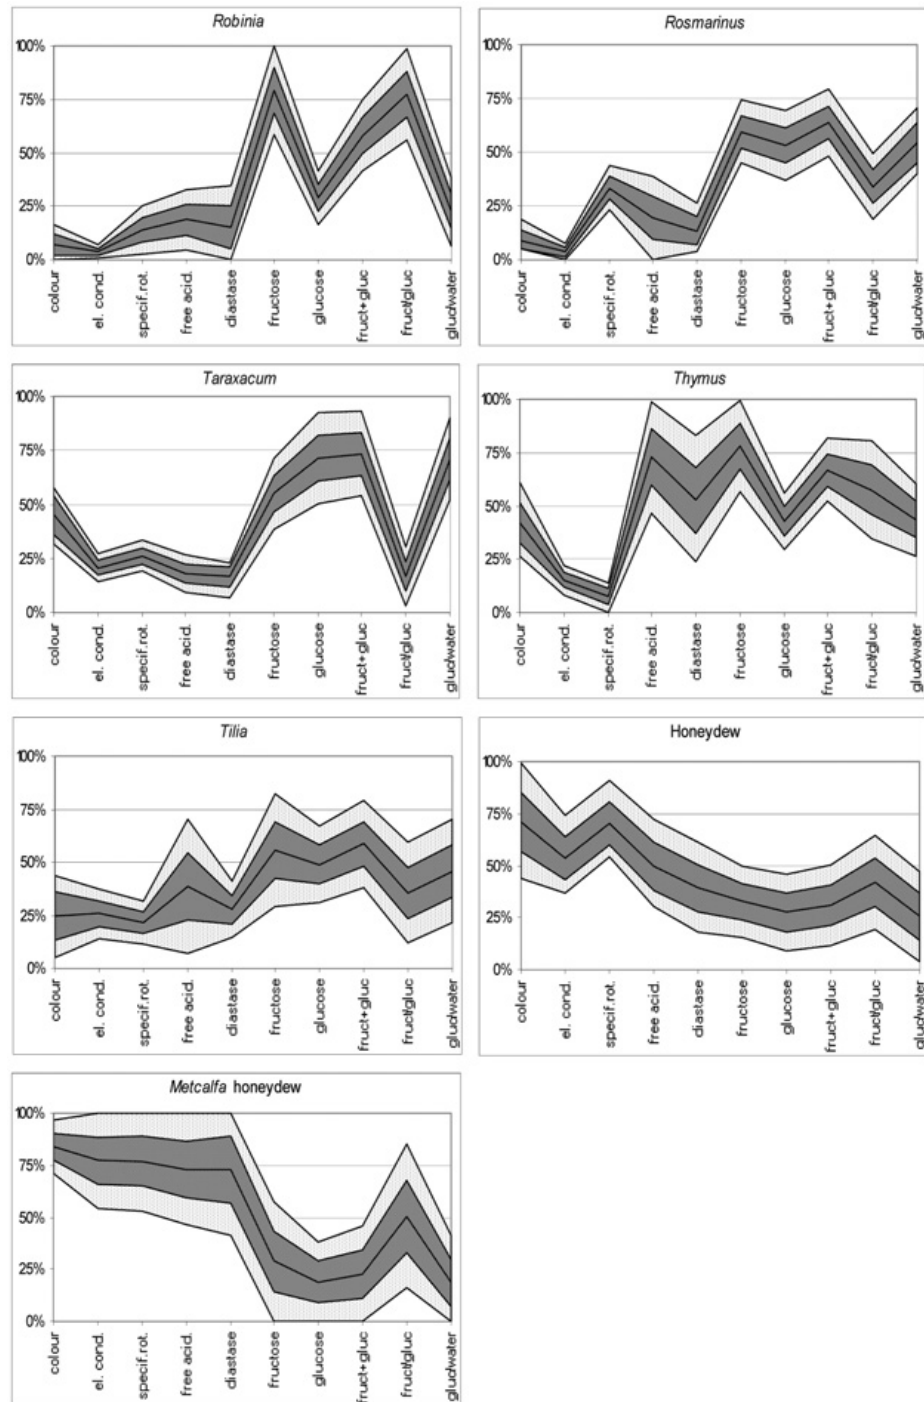 Robinia
100%
75%
50%
25%
0%
colour
el. cond.
specif.rot.
free acid.
diastase
fructose
glucose
fruct+gluc
fruct/gluc
gluc/water
Rosmarinus
100%
75%
50%
25%
0%
colour
el. cond.
specif.rot.
free acid.
diastase
fructose
glucose
fruct+gluc
fruct/gluc
gluc/water
Taraxacum
100%
75%
50%
25%
0%
colour
el. cond.
specif.rot.
free acid.
diastase
fructose
glucose
fruct+gluc
fruct/gluc
gluc/water
Thymus
100%
75%
50%
25%
0%
colour
el. cond.
specif.rot.
free acid.
diastase
fructose
glucose
fruct+gluc
fruct/gluc
gluc/water
Tilia
100%
75%
50%
25%
0%
colour
el. cond.
specif.rot.
free acid.
diastase
fructose
glucose
fruct+gluc
fruct/gluc
gluc/water
Honeydew
100%
75%
50%
25%
0%
colour
el. cond.
specif.rot.
free acid.
diastase
fructose
glucose
fruct+gluc
fruct/gluc
gluc/water
Metcalfa honeydew
100%
75%
50%
25%
0%
colour
el. cond.
specif.rot.
free acid.
diastase
fructose
glucose
fruct+gluc
fruct/gluc
gluc/water